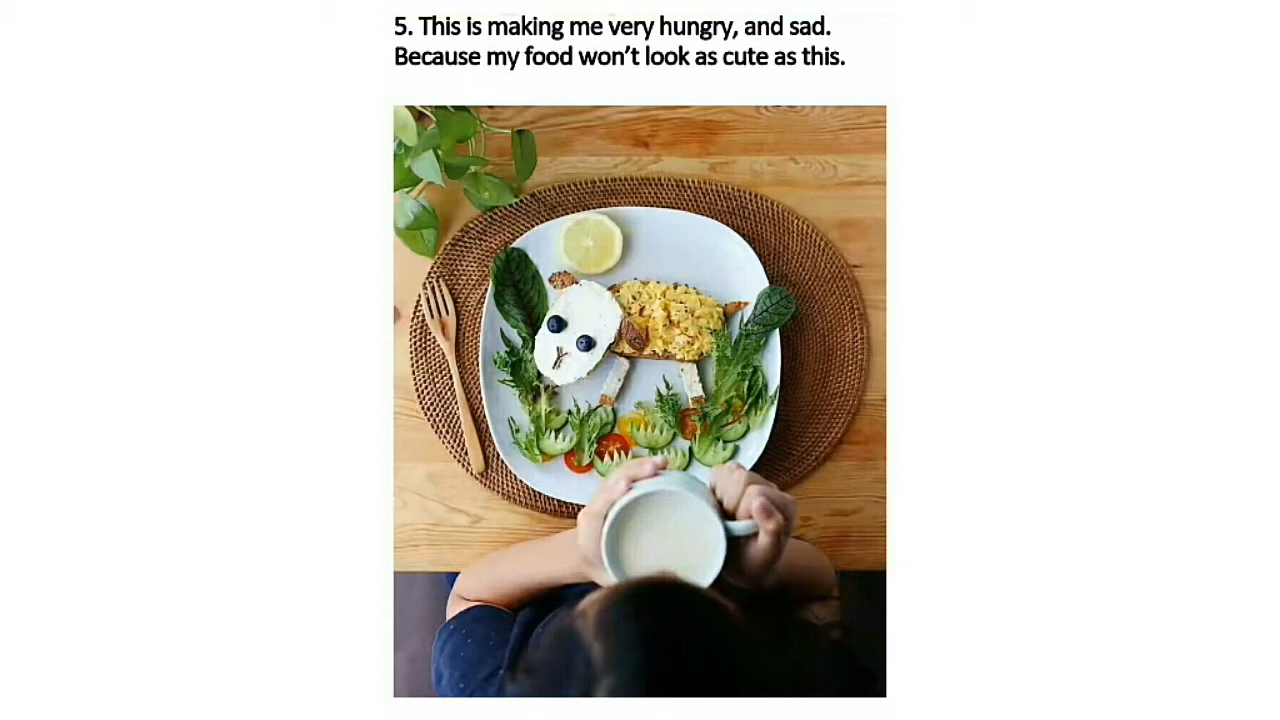 5. This is making me very hungry, and sad.
Because my food won’t look as cute as this.